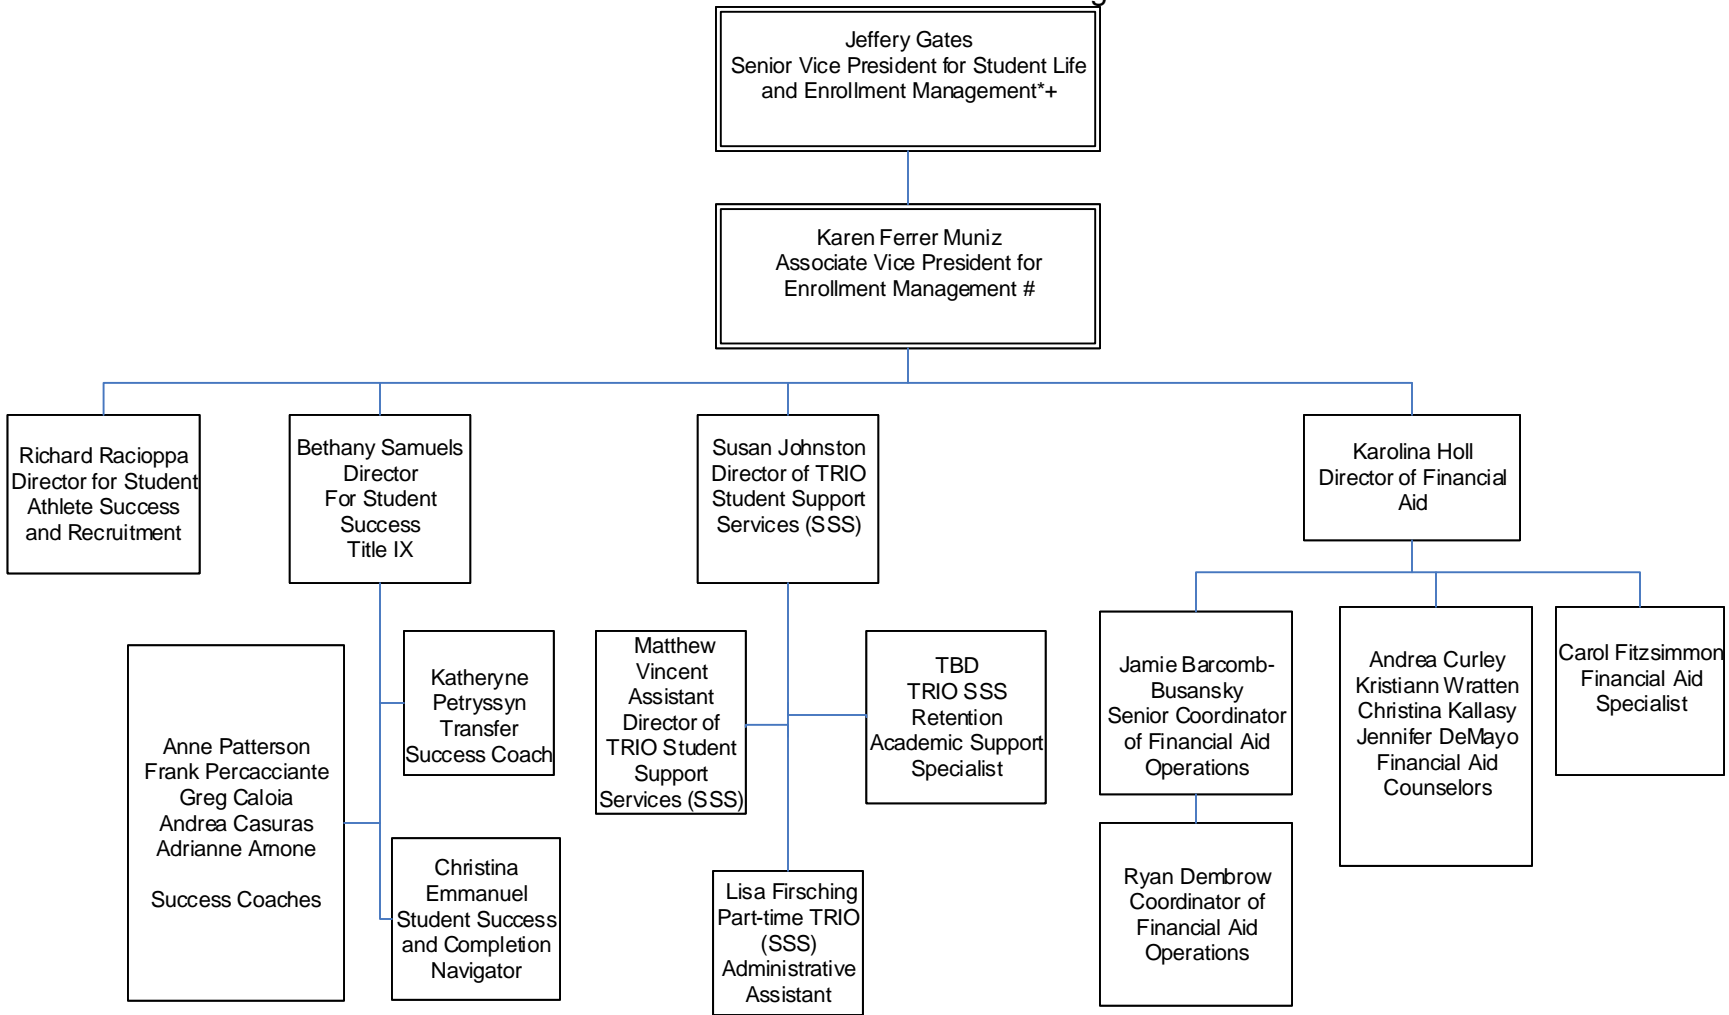 Jeffery Gates
Senior Vice President for Student Life
and Enrollment Management*+
Karen Ferrer Muniz
Associate Vice President for
Enrollment Management #
Richard Racioppa
Director for Student
Athlete Success
and Recruitment
Bethany Samuels
Director
For Student
Success
Title IX
Susan Johnston
Director of TRIO
Student Support
Services (SSS)
Karolina Holl
Director of Financial
Aid
Anne Patterson
Frank Percacciante
Greg Caloia
Andrea Casuras
Adrianne Arnone
Success Coaches
Katheryne
Petryssyn
Transfer
Success Coach
Christina
Emmanuel
Student Success
and Completion
Navigator
Matthew
Vincent
Assistant
Director of
TRIO Student
Support
Services (SSS)
TBD
TRIO SSS
Retention
Academic Support
Specialist
Lisa Firsching
Part-time TRIO
(SSS)
Administrative
Assistant
Jamie Barcomb-
Busansky
Senior Coordinator
of Financial Aid
Operations
Ryan Dembrow
Coordinator of
Financial Aid
Operations
Andrea Curley
Kristiann Wratten
Christina Kallasy
Jennifer DeMayo
Financial Aid
Counselors
Carol Fitzsimmon
Financial Aid
Specialist